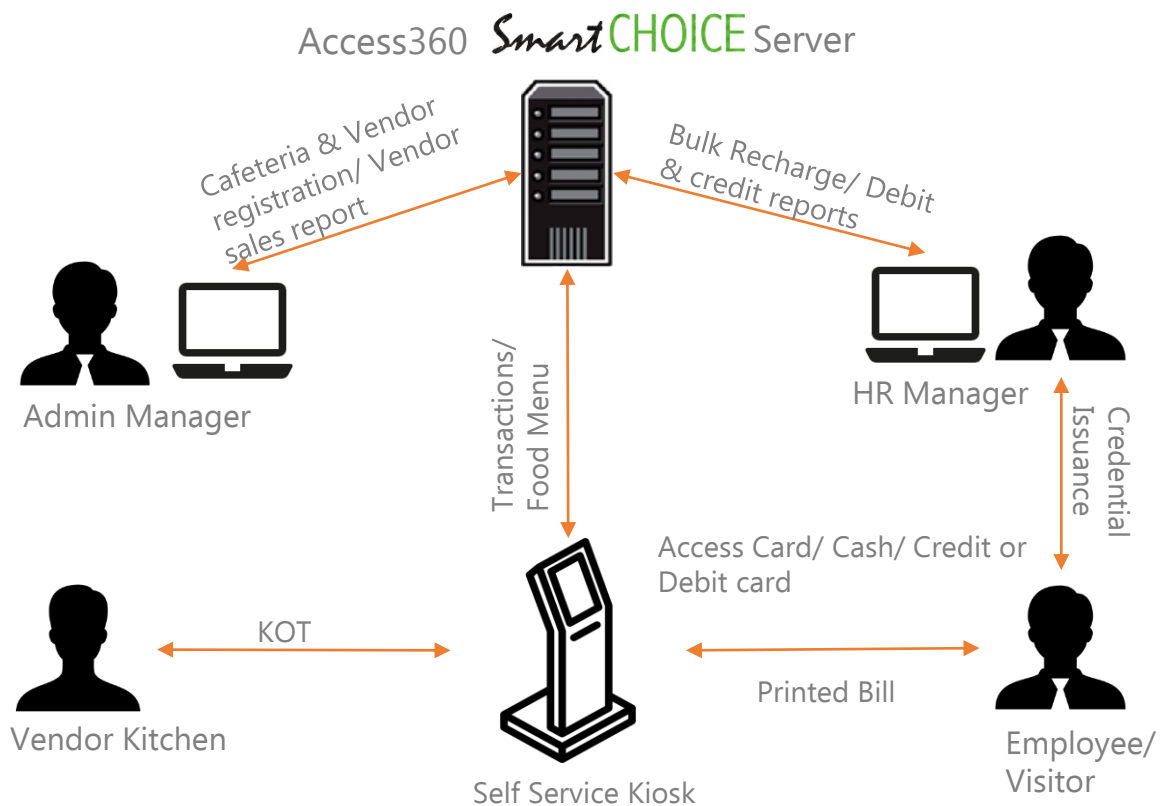 Access360 Smart CHOICE Server
Cafeteria & Vendor
registration/ Vendor
sales report
Bulk Recharge/ Debit
& credit reports
Admin Manager
HR Manager
Transactions/
Food Menu
Credential
Issuance
Access Card/ Cash/ Credit or
Debit card
KOT
Printed Bill
Vendor Kitchen
Self Service Kiosk
Employee/
Visitor